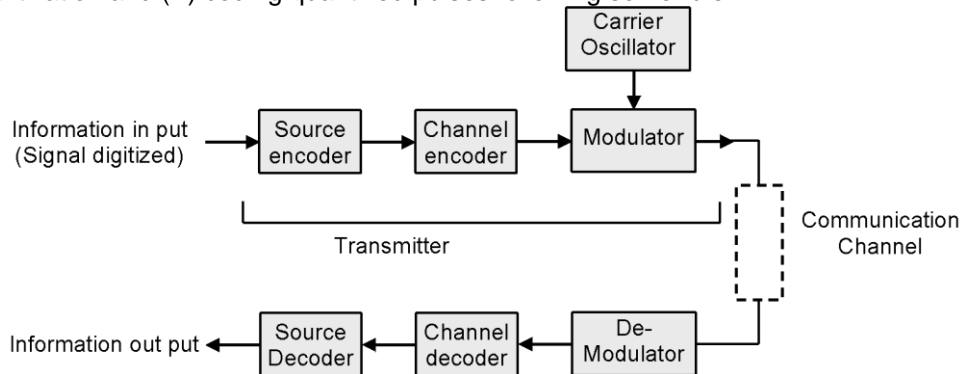 Carrier
Oscillator
Information in put
(Signal digitized)
Source
encoder
Channel
encoder
Modulator
Communication
Channel
Transmitter
Information out put
Source
Decoder
Channel
decoder
De-
Modulator